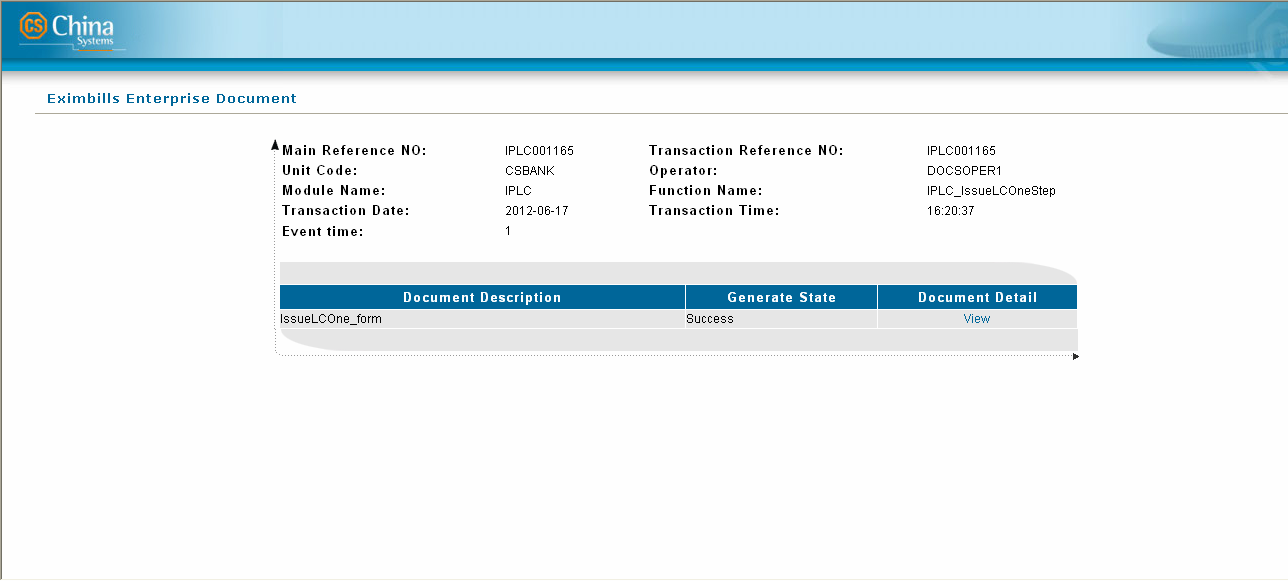 CS China
Systems
Eximbills Enterprise Document
Main Reference NO: IPLC001165 Transaction Reference NO: IPLC001165
Unit Code: CSBANK Operator: DOCSOPER1
Module Name: IPLC Function Name: IPLC_IssueLCOneStep
Transaction Date: 2012-06-17 Transaction Time: 16:20:37
Event time: 1
Document Description Generate State Document Detail
IssueLCOne_form Success View